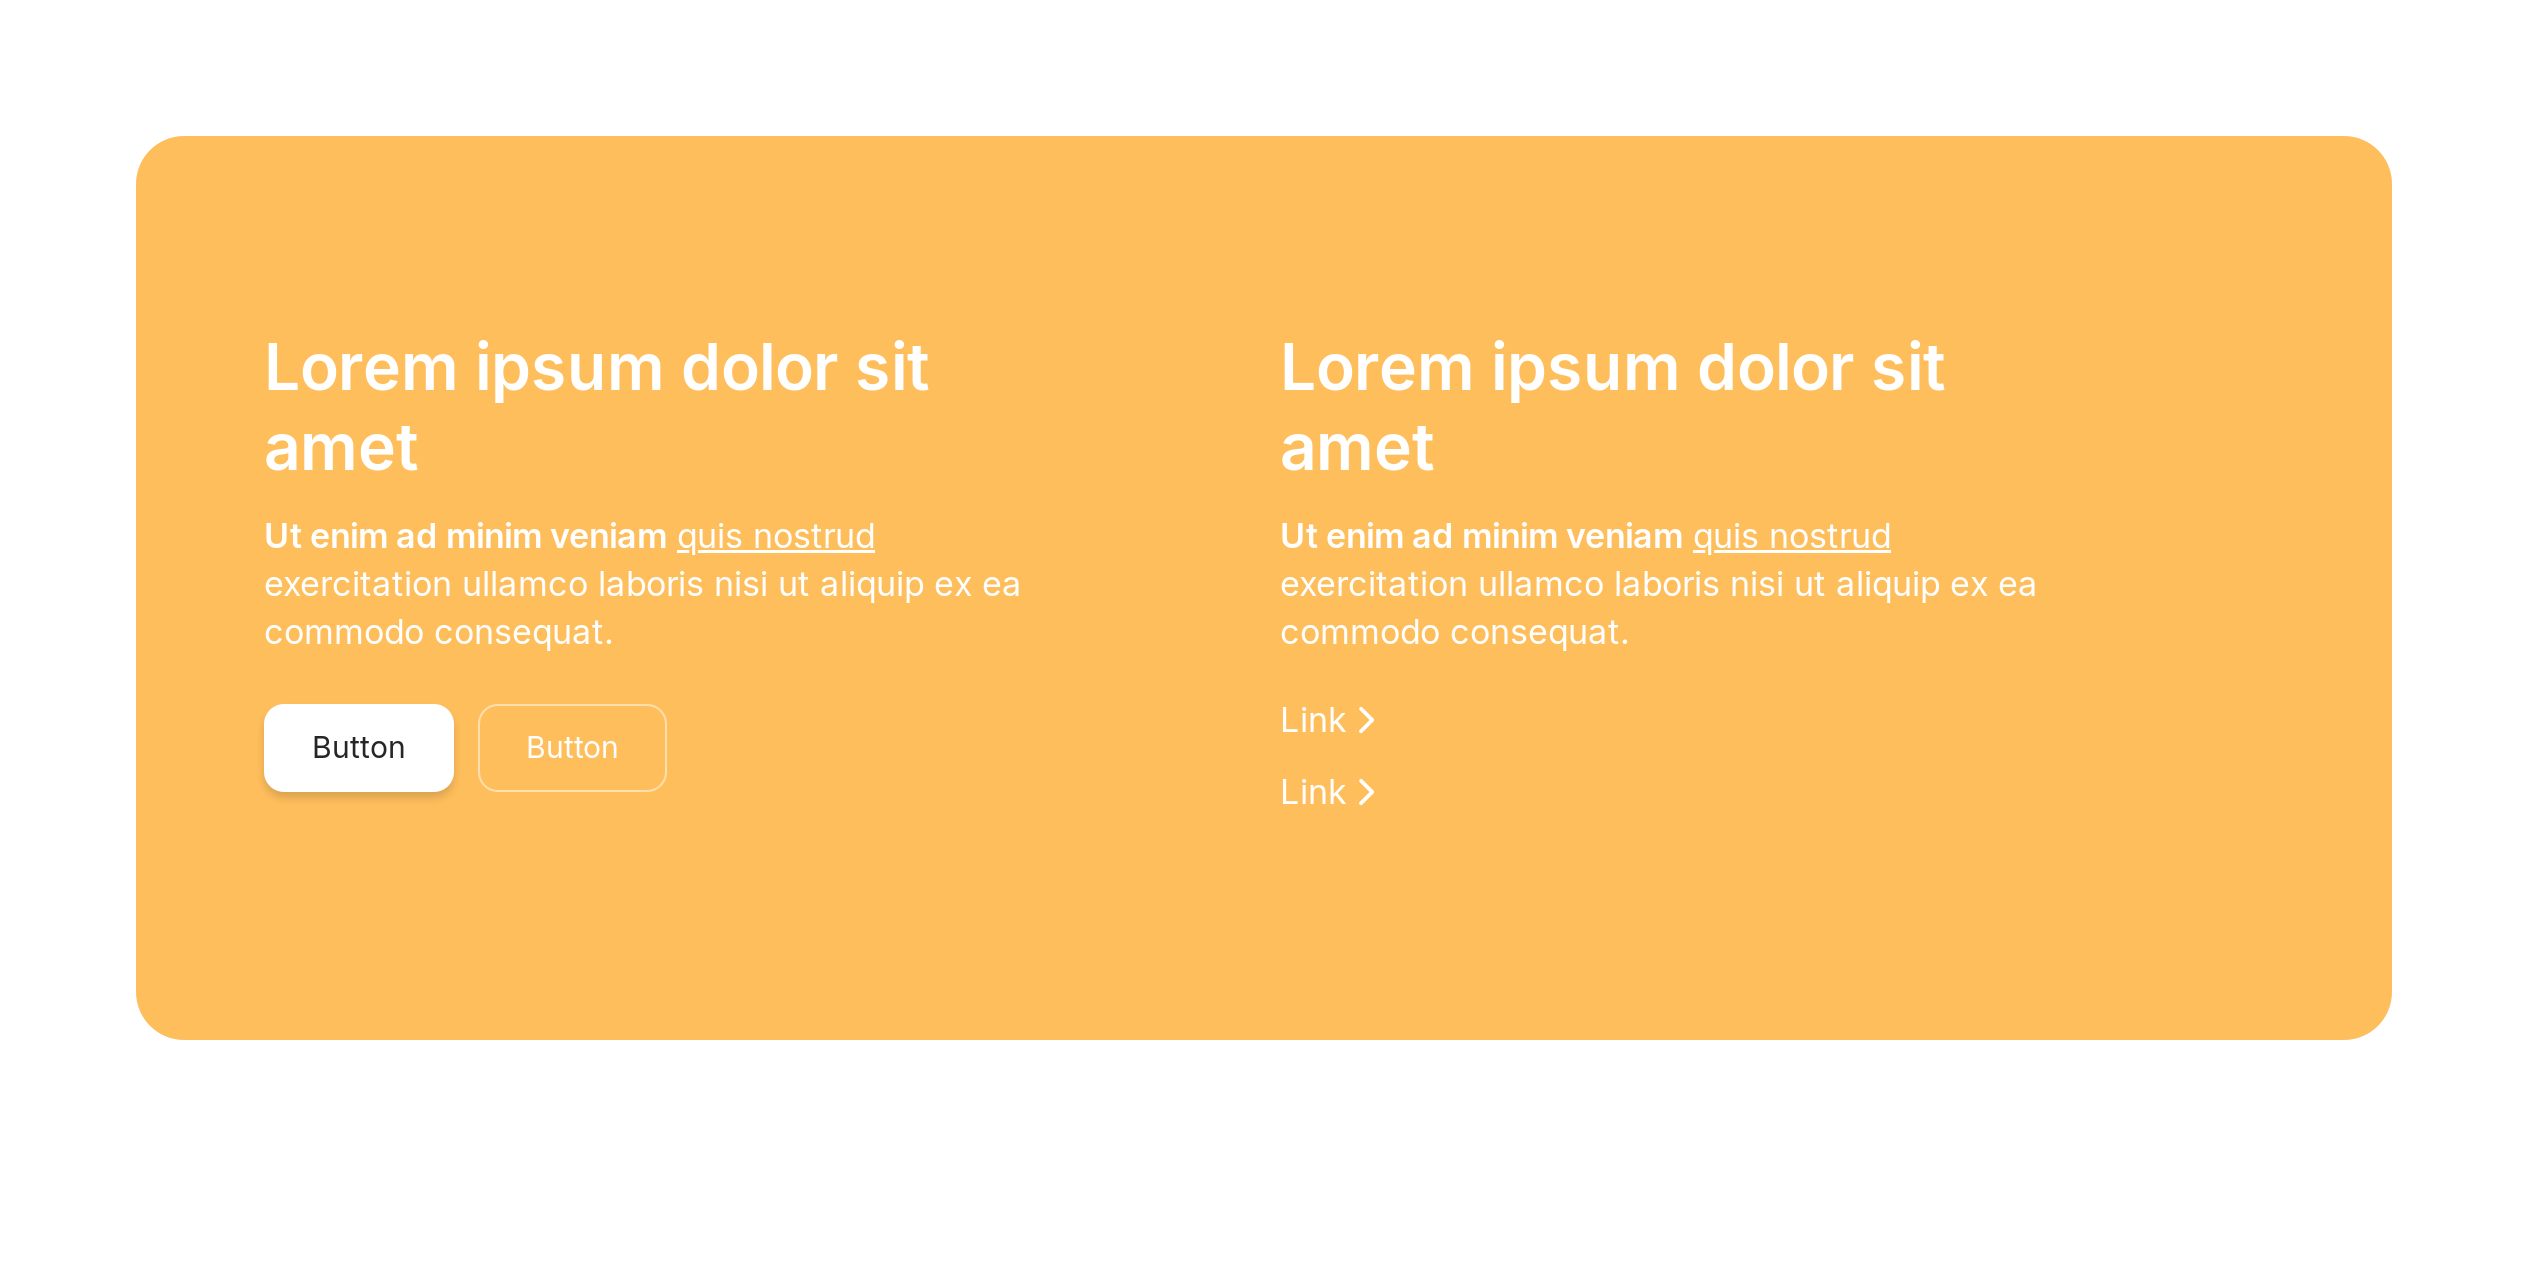 Lorem ipsum dolor sit
amet
Ut enim ad minim veniam quis nostrud
exercitation ullamco laboris nisi ut aliquip ex ea
commodo consequat.
Button
Button
Lorem ipsum dolor sit
amet
Ut enim ad minim veniam quis nostrud
exercitation ullamco laboris nisi ut aliquip ex ea
commodo consequat.
Link
Link